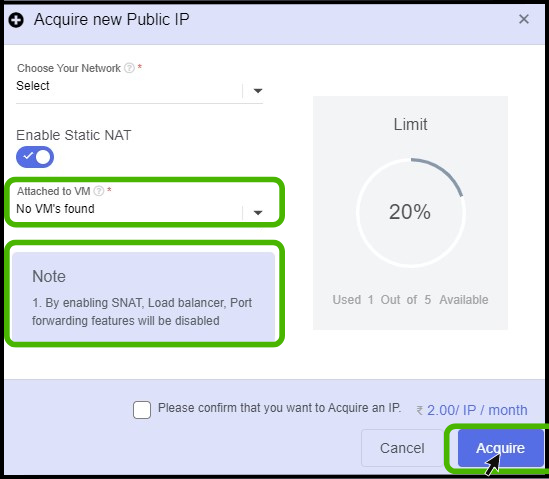 Acquire new Public IP
Choose Your Network ? *
Select
Enable Static NAT
Attached to VM ? *
No VM's found
Note
1. By enabling SNAT, Load balancer, Port
forwarding features will be disabled
Limit
20%
Used 1 Out of 5 Available
Please confirm that you want to Acquire an IP.
₹ 2.00/ IP / month
Cancel
Acquire